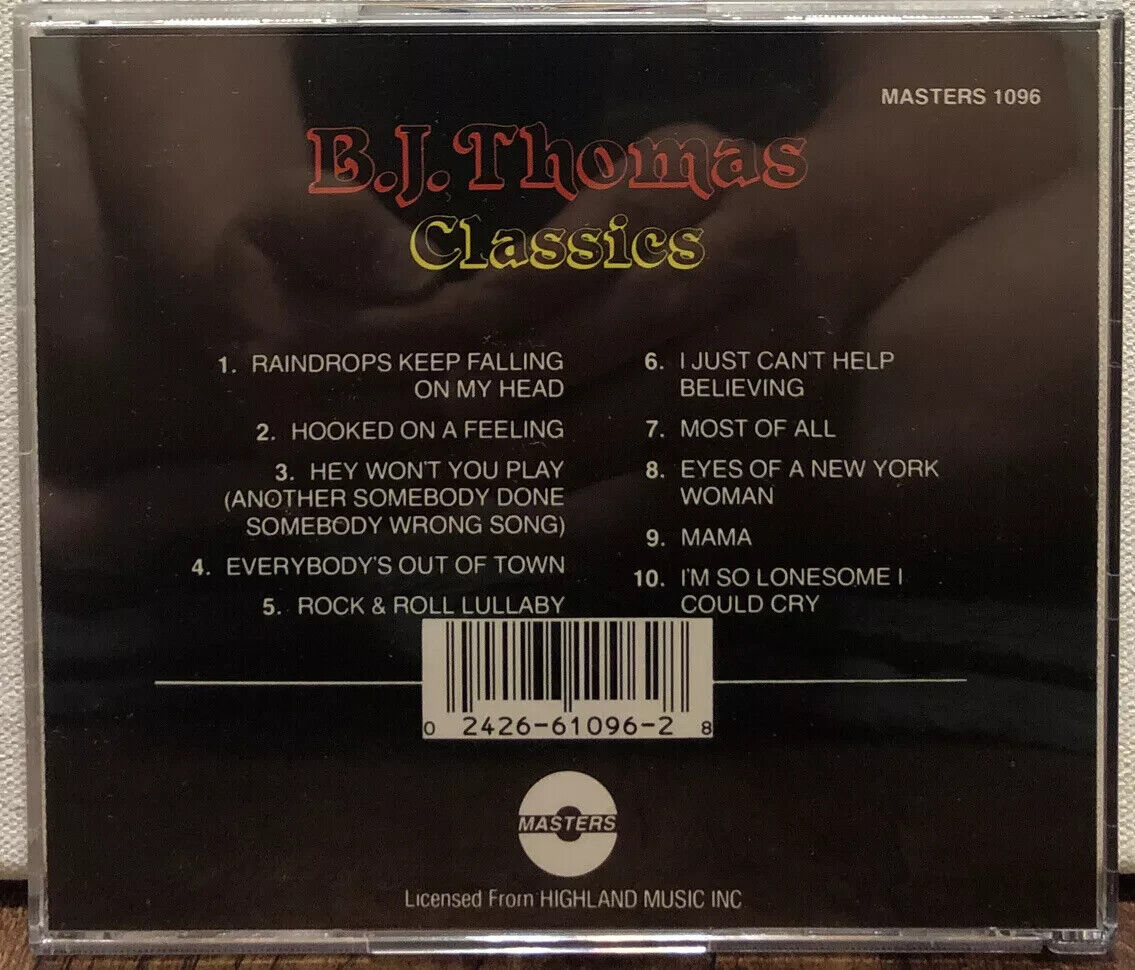 MASTERS 1096
B.J. Thomas
Classics
1. RAINDROPS KEEP FALLING
ON MY HEAD
2. HOOKED ON A FEELING
3. HEY WON'T YOU PLAY
(ANOTHER SOMEBODY DONE
SOMEBODY WRONG SONG)
4. EVERYBODY'S OUT OF TOWN
5. ROCK & ROLL LULLABY
6. I JUST CAN'T HELP
BELIEVING
7. MOST OF ALL
8. EYES OF A NEW YORK
WOMAN
9. MAMA
10. I'M SO LONESOME I
COULD CRY
0 2426-61096-2 8
MASTERS
Licensed From HIGHLAND MUSIC INC